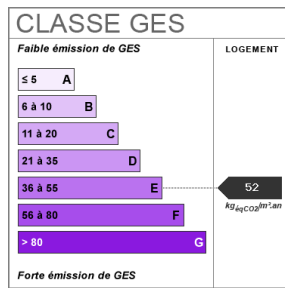 CLASSE GES
Faible émission de GES
LOGEMENT
≤ 5 A
6 à 10 B
11 à 20 C
21 à 35 D
36 à 55 E
52
kgéqCO2/m².an
56 à 80 F
> 80 G
Forte émission de GES